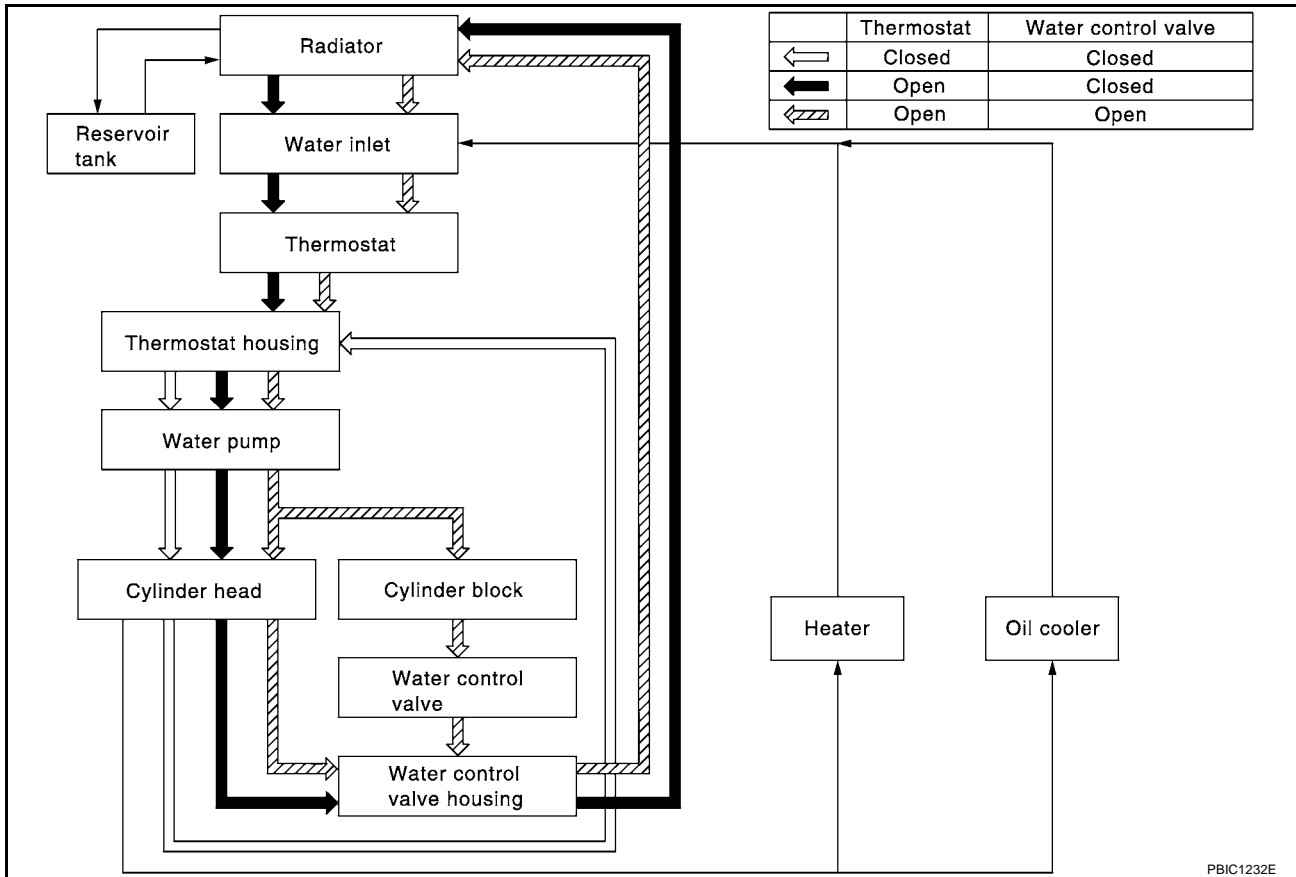 Radiator
Thermostat Water control valve
Closed Closed
Open Closed
Open Open
Reservoir
tank
Water inlet
Thermostat
Thermostat housing
Water pump
Cylinder head
Cylinder block
Heater
Oil cooler
Water control
valve
Water control
valve housing
PBIC1232E